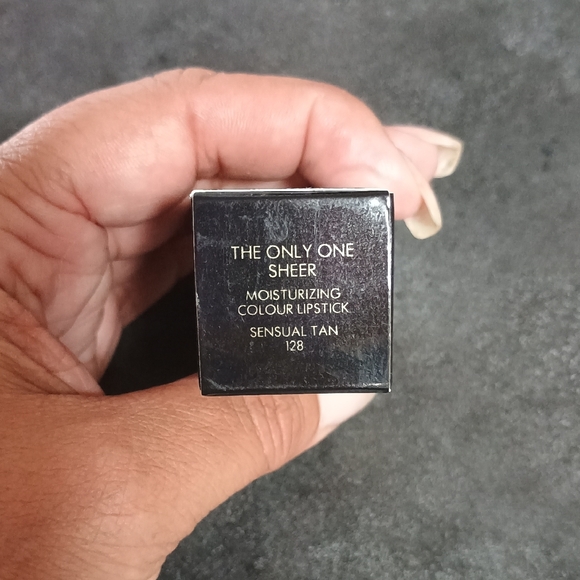 THE ONLY ONE
SHEER
MOISTURIZING
COLOUR LIPSTICK
SENSUAL TAN
128